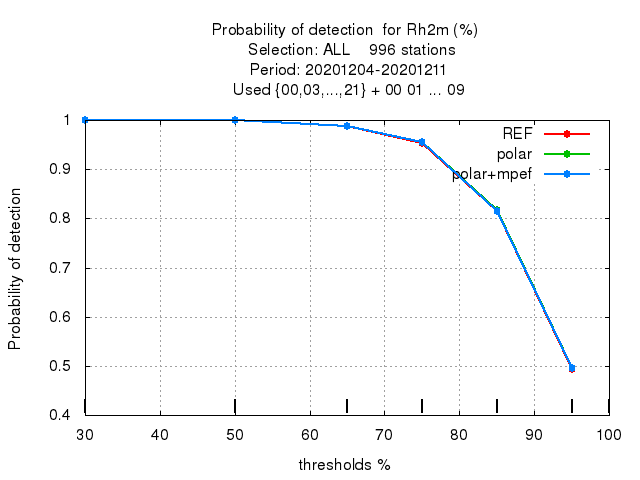 Probability of detection  for Rh2m (%)
Selection: ALL    996 stations
Period: 20201204-20201211
Used {00,03,...,21} + 00 01 ... 09
1
REF
polar
polar+mpef
0.9
0.8
0.7
0.6
0.5
0.4
Probability of detection
30 40 50 60 70 80 90 100
thresholds %